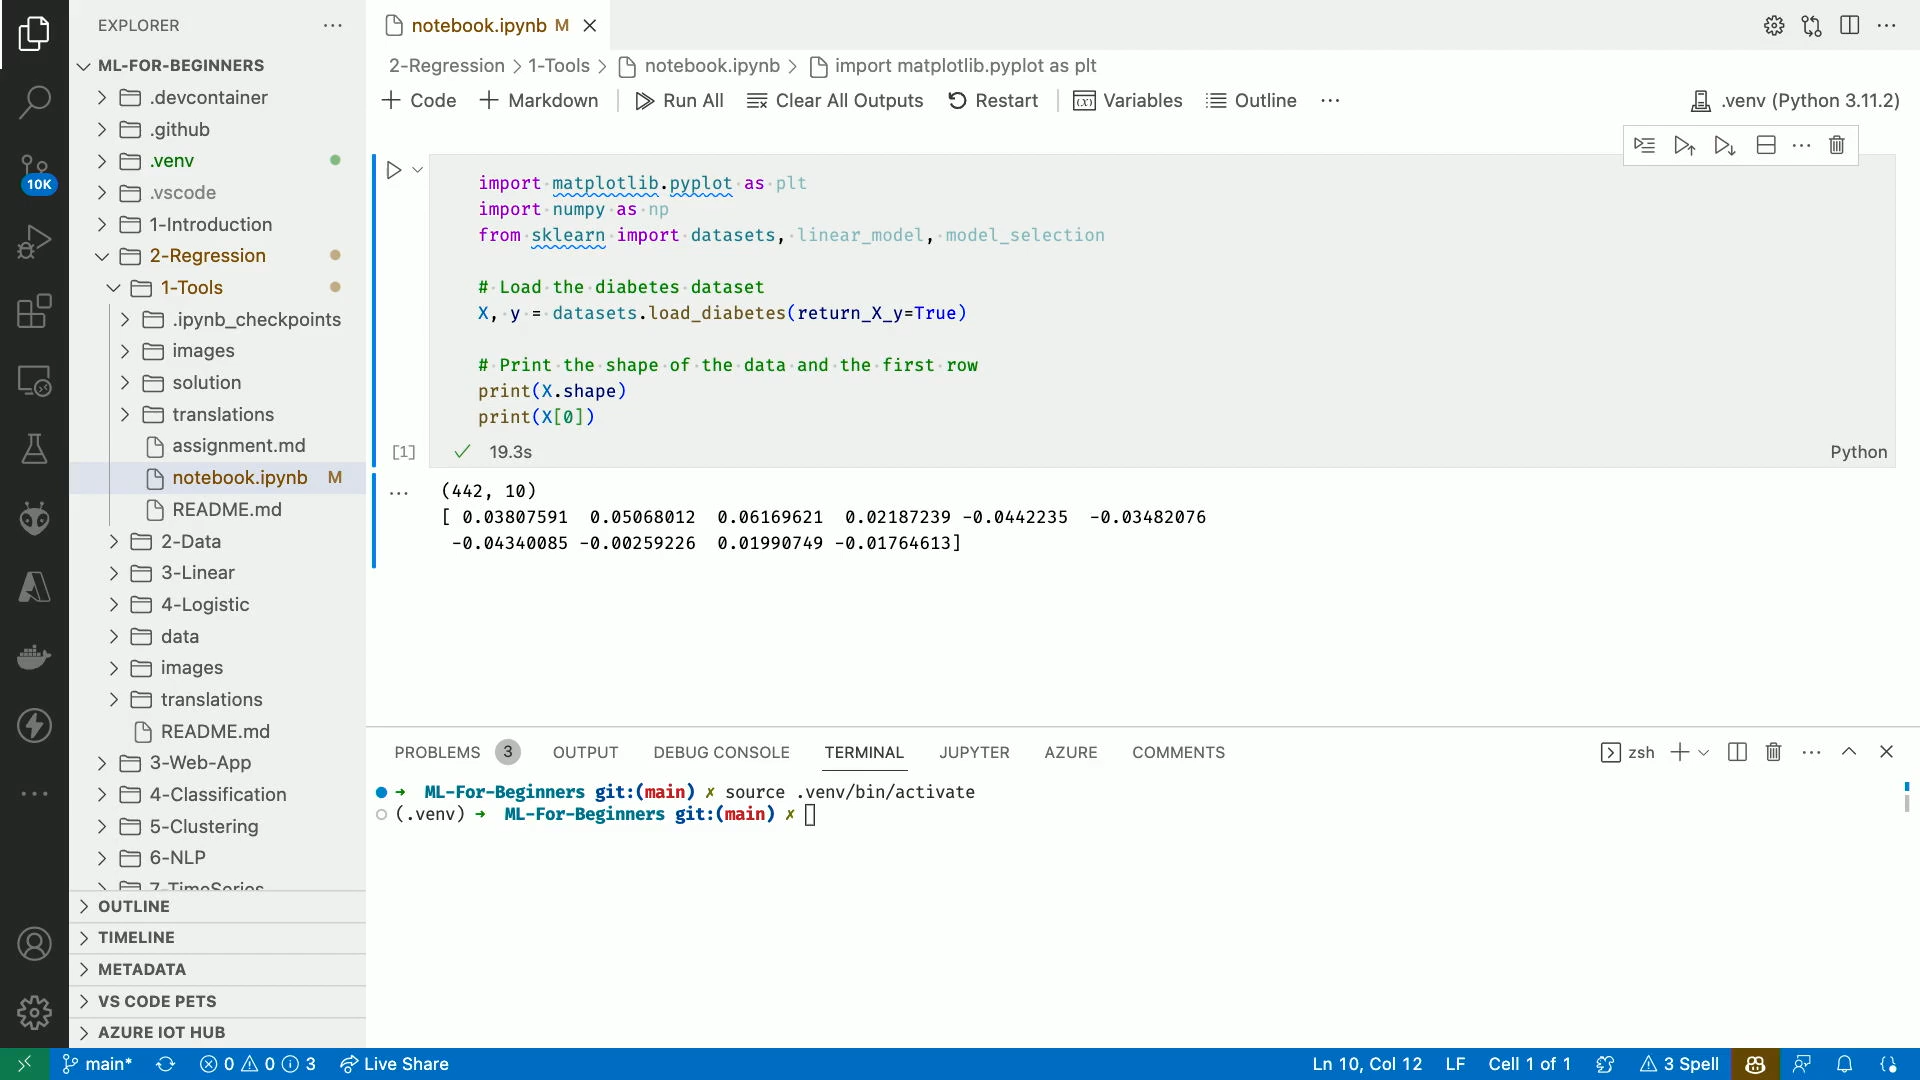 EXPLORER
ML-FOR-BEGINNERS
.devcontainer
.github
.venv
.vscode
1-Introduction
2-Regression
1-Tools
.ipynb_checkpoints
images
solution
translations
assignment.md
notebook.ipynb M
README.md
2-Data
3-Linear
4-Logistic
data
images
translations
README.md
3-Web-App
4-Classification
5-Clustering
6-NLP
7-TimeSeries
OUTLINE
TIMELINE
METADATA
VS CODE PETS
AZURE IOT HUB
10K
notebook.ipynb M
2-Regression > 1-Tools > notebook.ipynb > import matplotlib.pyplot as plt
+ Code + Markdown Run All Clear All Outputs Restart Variables Outline ... .venv (Python 3.11.2)
import matplotlib.pyplot as plt
import numpy as np
from sklearn import datasets, linear_model, model_selection
# Load the diabetes dataset
X, y = datasets.load_diabetes(return_X_y=True)
# Print the shape of the data and the first row
print(X.shape)
print(X[0])
[1] ✓ 19.3s Python
(442, 10)
[ 0.03807591 0.05068012 0.06169621 0.02187239 -0.0442235 -0.03482076
-0.04340085 -0.00259226 0.01990749 -0.01764613]
PROBLEMS 3 OUTPUT DEBUG CONSOLE TERMINAL JUPYTER AZURE COMMENTS zsh
➜ ML-For-Beginners git:(main) ✗ source .venv/bin/activate
(.venv) ➜ ML-For-Beginners git:(main) ✗
main* 0 0 3 Live Share Ln 10, Col 12 LF Cell 1 of 1 3 Spell